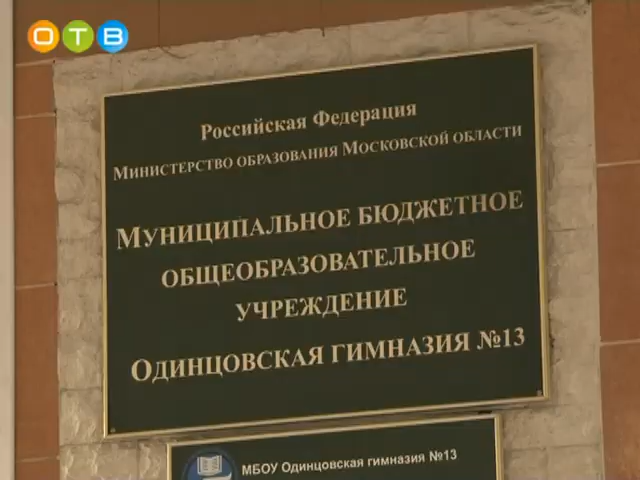 ОТВ
Российская Федерация
Министерство образования Московской области
Муниципальное бюджетное
общеобразовательное
учреждение
Одинцовская гимназия №13
МБОУ Одинцовская гимназия №13